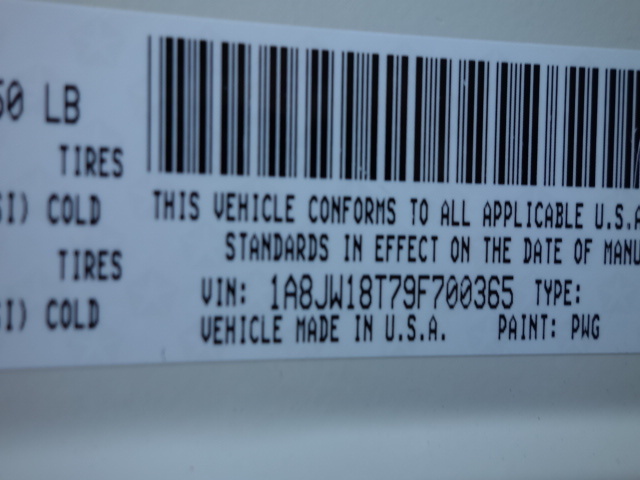 50 LB
TIRES
SI) COLD
TIRES
SI) COLD
THIS VEHICLE CONFORMS TO ALL APPLICABLE U.S.A
STANDARDS IN EFFECT ON THE DATE OF MANU
VIN: 1A8JW18T79F700365 TYPE:
VEHICLE MADE IN U.S.A. PAINT: PWG